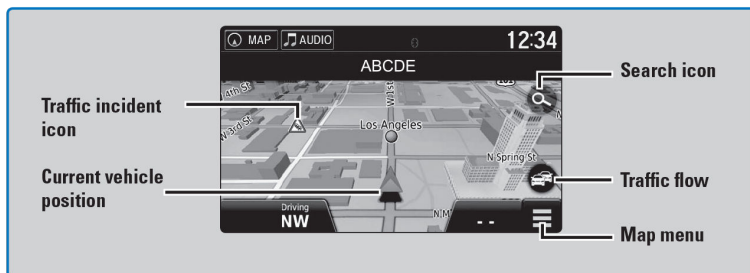 MAP
AUDIO
12:34
ABCDE
Search icon
W 4th St
W 1st
Traffic incident
icon
W 3rd St
Los Angeles
N Spring St
Current vehicle
position
Traffic flow
Driving
NW
N M
- -
Map menu